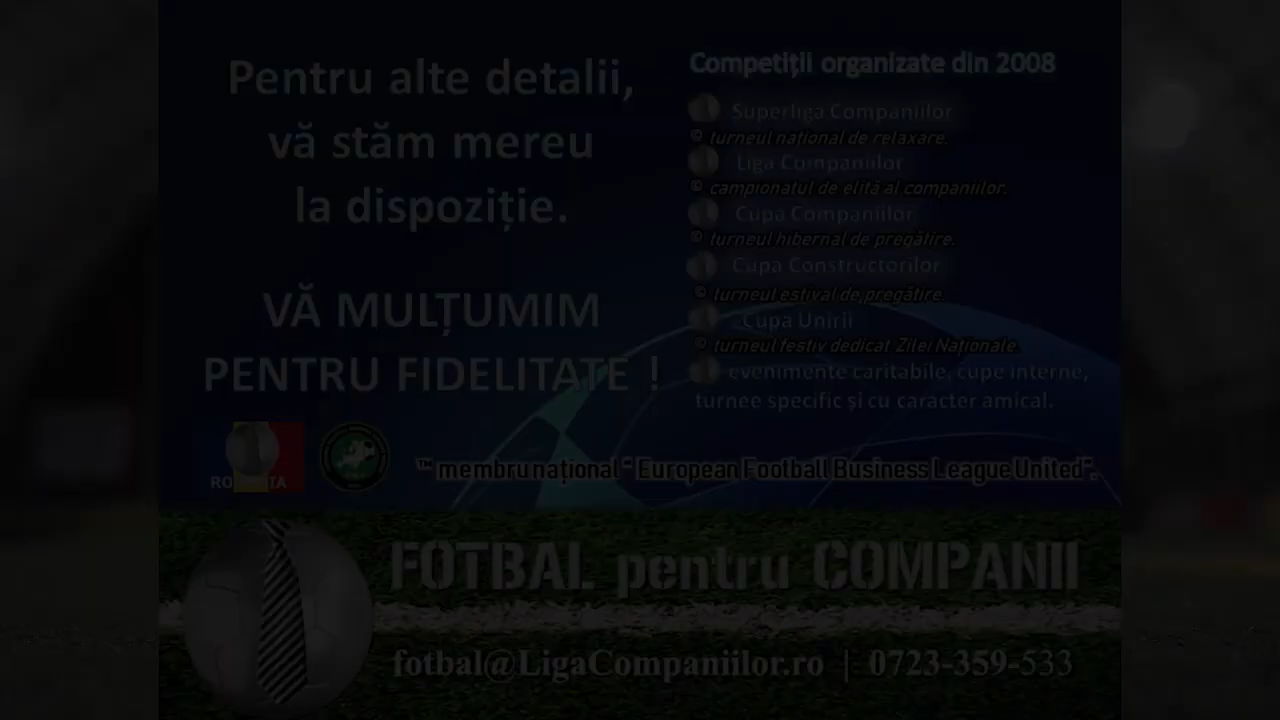 Pentru alte detalii,
vă stăm mereu
la dispoziție.
VĂ MULȚUMIM
PENTRU FIDELITATE !
Competiții organizate din 2008
Superliga Companiilor
© turneul național de relaxare.
Liga Companiilor
© campionatul de elită al companiilor.
Cupa Companiilor
© turneul hibernal de pregătire.
Cupa Constructorilor
© turneul estival de pregătire.
Cupa Unirii
© turneul festiv dedicat Zilei Naționale
evenimente caritabile, cupe interne,
turnee specific și cu caracter amical.
™ membru național " European Football Business League United".
FOTBAL pentru COMPANII
fotbal@LigaCompaniilor.ro | 0723-359-533